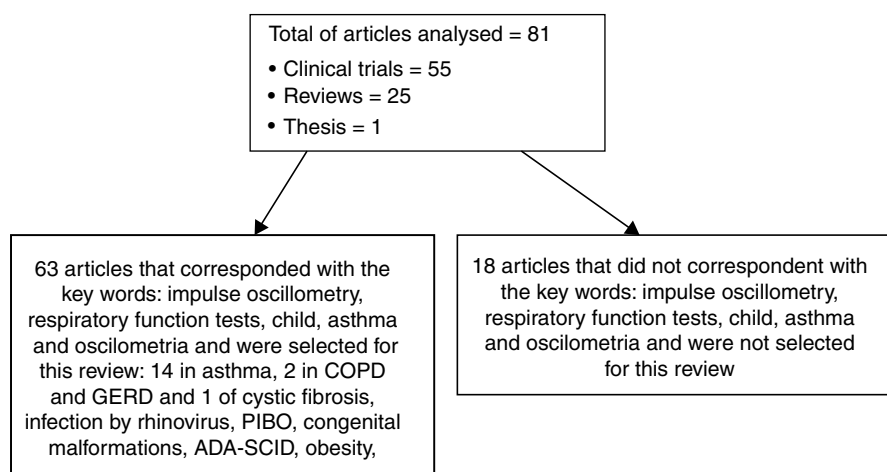 Total of articles analysed = 81
• Clinical trials = 55
• Reviews = 25
• Thesis = 1
63 articles that corresponded with the
key words: impulse oscillometry,
respiratory function tests, child, asthma
and oscilometria and were selected for
this review: 14 in asthma, 2 in COPD
and GERD and 1 of cystic fibrosis,
infection by rhinovirus, PIBO, congenital
malformations, ADA-SCID, obesity,
18 articles that did not correspondent with
the key words: impulse oscillometry,
respiratory function tests, child, asthma
and oscilometria and were not selected
for this review